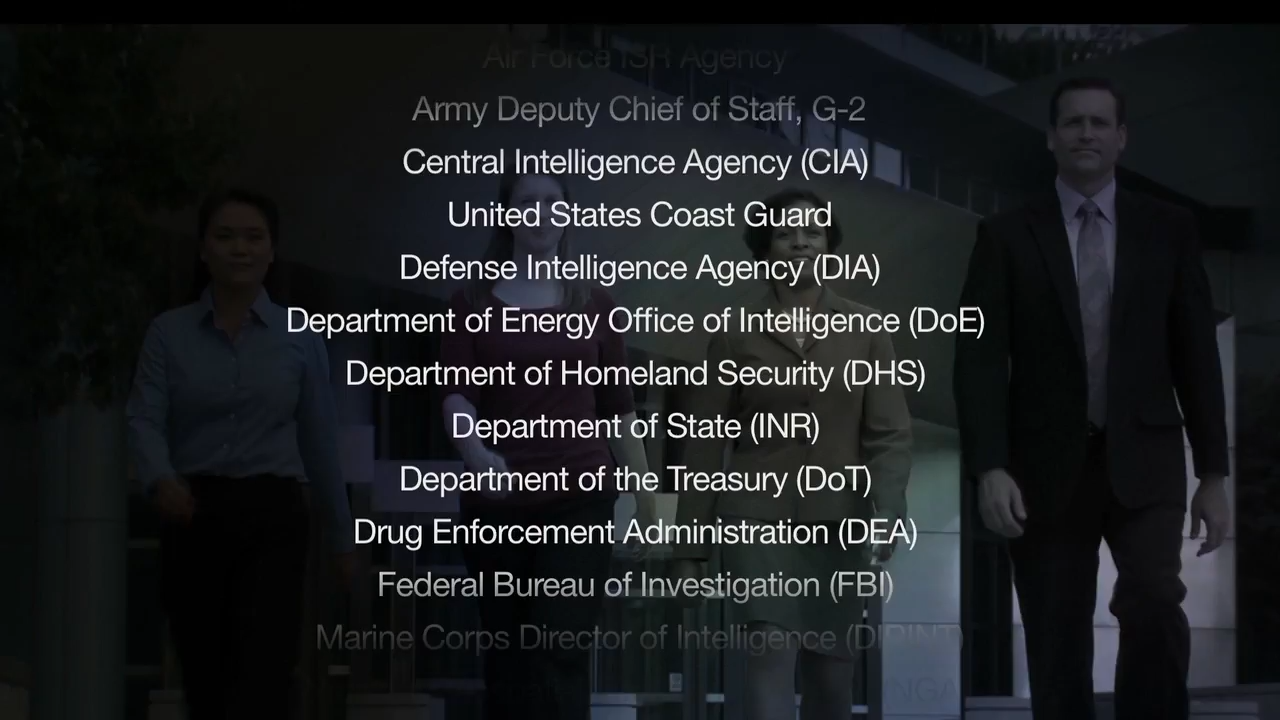 Air Force ISR Agency
Army Deputy Chief of Staff, G-2
Central Intelligence Agency (CIA)
United States Coast Guard
Defense Intelligence Agency (DIA)
Department of Energy Office of Intelligence (DoE)
Department of Homeland Security (DHS)
Department of State (INR)
Department of the Treasury (DoT)
Drug Enforcement Administration (DEA)
Federal Bureau of Investigation (FBI)
Marine Corps Director of Intelligence (DIRINT)
NGA